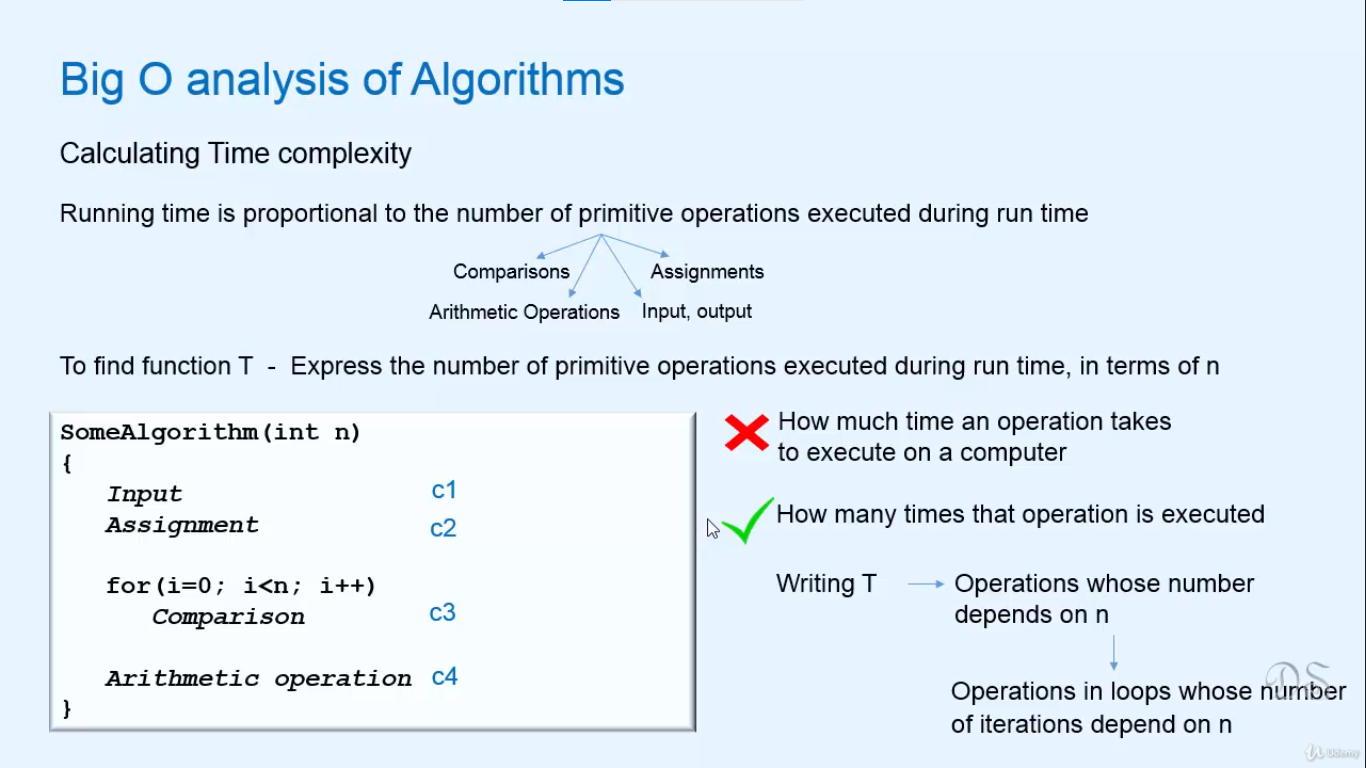 Big O analysis of Algorithms
Calculating Time complexity
Running time is proportional to the number of primitive operations executed during run time
Comparisons
Assignments
Arithmetic Operations
Input, output
To find function T - Express the number of primitive operations executed during run time, in terms of n
SomeAlgorithm(int n)
{
Input c1
Assignment c2
for(i=0; i<n; i++)
Comparison c3
Arithmetic operation c4
}
How much time an operation takes
to execute on a computer
How many times that operation is executed
Writing T
Operations whose number
depends on n
Operations in loops whose number
of iterations depend on n
DS
Udemy